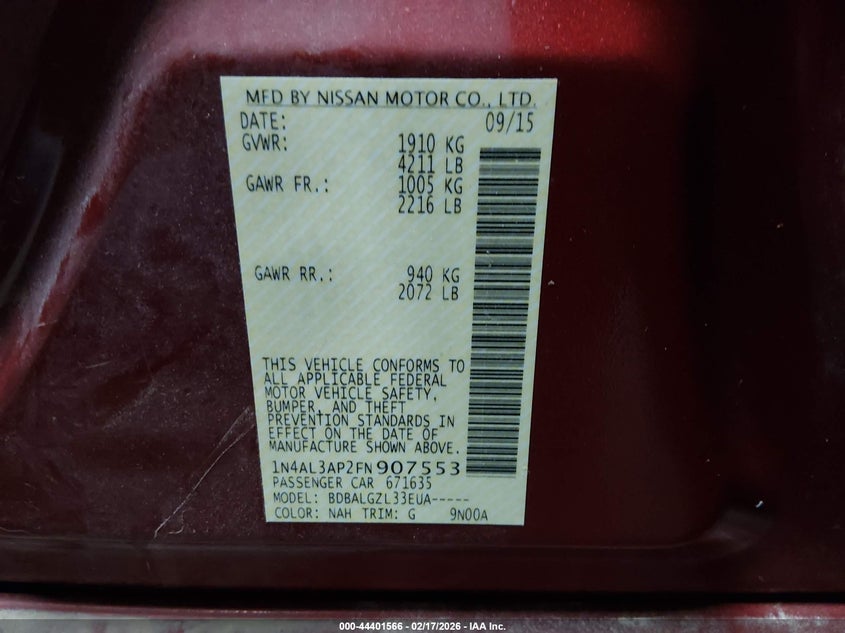 MFD BY NISSAN MOTOR CO., LTD.
DATE: 09/15
GVWR: 1910 KG
4211 LB
GAWR FR.: 1005 KG
2216 LB
GAWR RR.: 940 KG
2072 LB
THIS VEHICLE CONFORMS TO
ALL APPLICABLE FEDERAL
MOTOR VEHICLE SAFETY,
BUMPER, AND THEFT
PREVENTION STANDARDS IN
EFFECT ON THE DATE OF
MANUFACTURE SHOWN ABOVE.
1N4AL3AP2FN907553
PASSENGER CAR 671635
MODEL: BDBALGZL33EUA-----
COLOR: NAH TRIM: G 9N00A
000-44401566 - 02/17/2026 - IAA Inc.